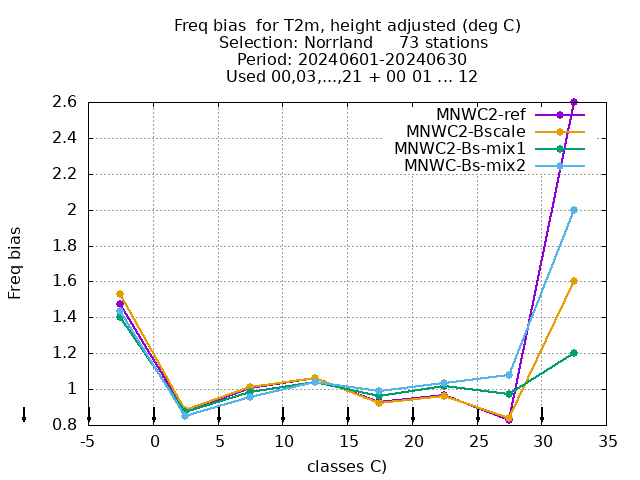 Freq bias  for T2m, height adjusted (deg C)
Selection: Norrland     73 stations
Period: 20240601-20240630
Used 00,03,...,21 + 00 01 ... 12
MNWC2-ref
MNWC2-Bscale
MNWC2-Bs-mix1
MNWC-Bs-mix2
Freq bias
2.6
2.4
2.2
2
1.8
1.6
1.4
1.2
1
0.8
-5 0 5 10 15 20 25 30 35
classes C)